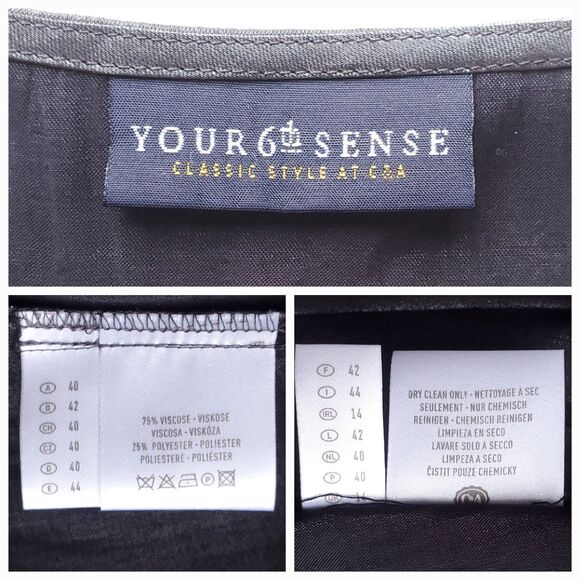 YOUR 6th SENSE
CLASSIC STYLE AT C&A
A 40
B 42
CH 40
CZ 40
D 40
E 44
75% VISCOSE - VISKOSE
VISCOSA - VISKÓZA
25% POLYESTER - POLIESTER
POLIESTERE - POLIÉSTER
P
F 42
I 44
IRL 14
L 42
NL 40
P 40
14
DRY CLEAN ONLY - NETTOYAGE A SEC
SEULEMENT - NUR CHEMISCH
REINIGEN - CHEMISCH REINIGEN
LIMPIEZA EN SECO
LAVARE SOLO A SECCO
LIMPEZA A SECO
ČISTIT POUZE CHEMICKY
C&A